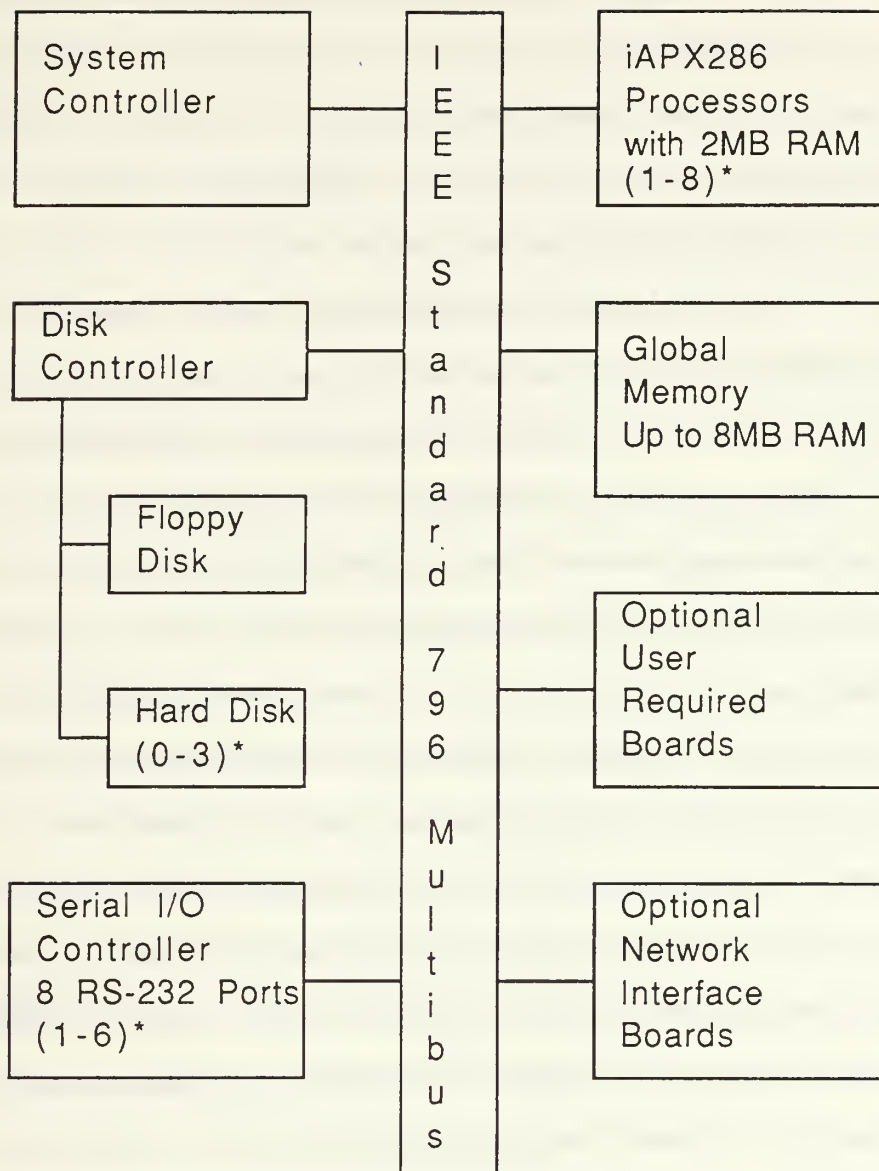 System
Controller
Disk
Controller
Floppy
Disk
Hard Disk
(0-3)*
Serial I/O
Controller
8 RS-232 Ports
(1-6)*
IEEE Standard 796 Multibus
iAPX286
Processors
with 2MB RAM
(1-8)*
Global
Memory
Up to 8MB RAM
Optional
User
Required
Boards
Optional
Network
Interface
Boards